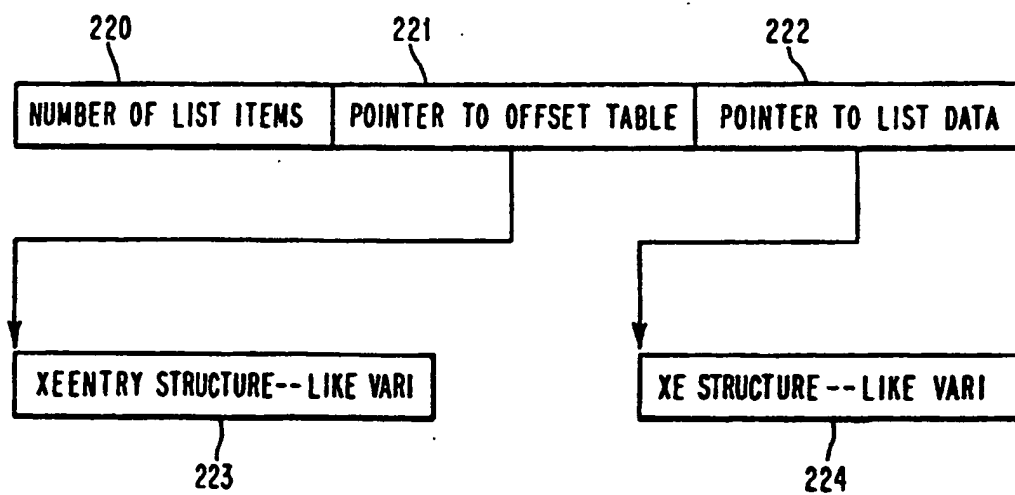 220 221 222
NUMBER OF LIST ITEMS POINTER TO OFFSET TABLE POINTER TO LIST DATA
XEENTRY STRUCTURE--LIKE VARI XE STRUCTURE--LIKE VARI
223 224